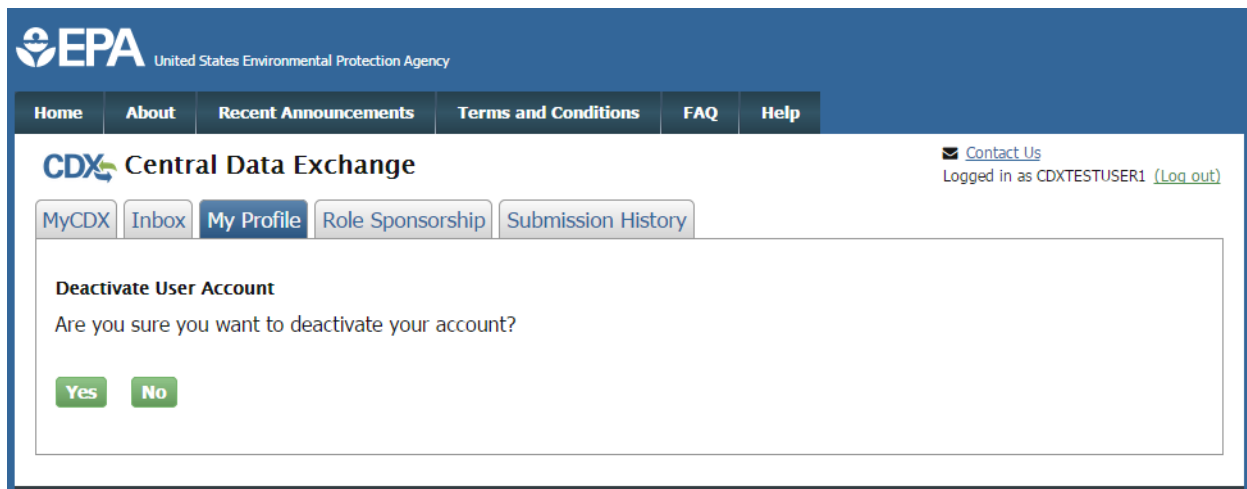 EPA United States Environmental Protection Agency
Home About Recent Announcements Terms and Conditions FAQ Help
CDX Central Data Exchange
Contact Us
Logged in as CDXTESTUSER1 (Log out)
MyCDX Inbox My Profile Role Sponsorship Submission History
Deactivate User Account
Are you sure you want to deactivate your account?
Yes No